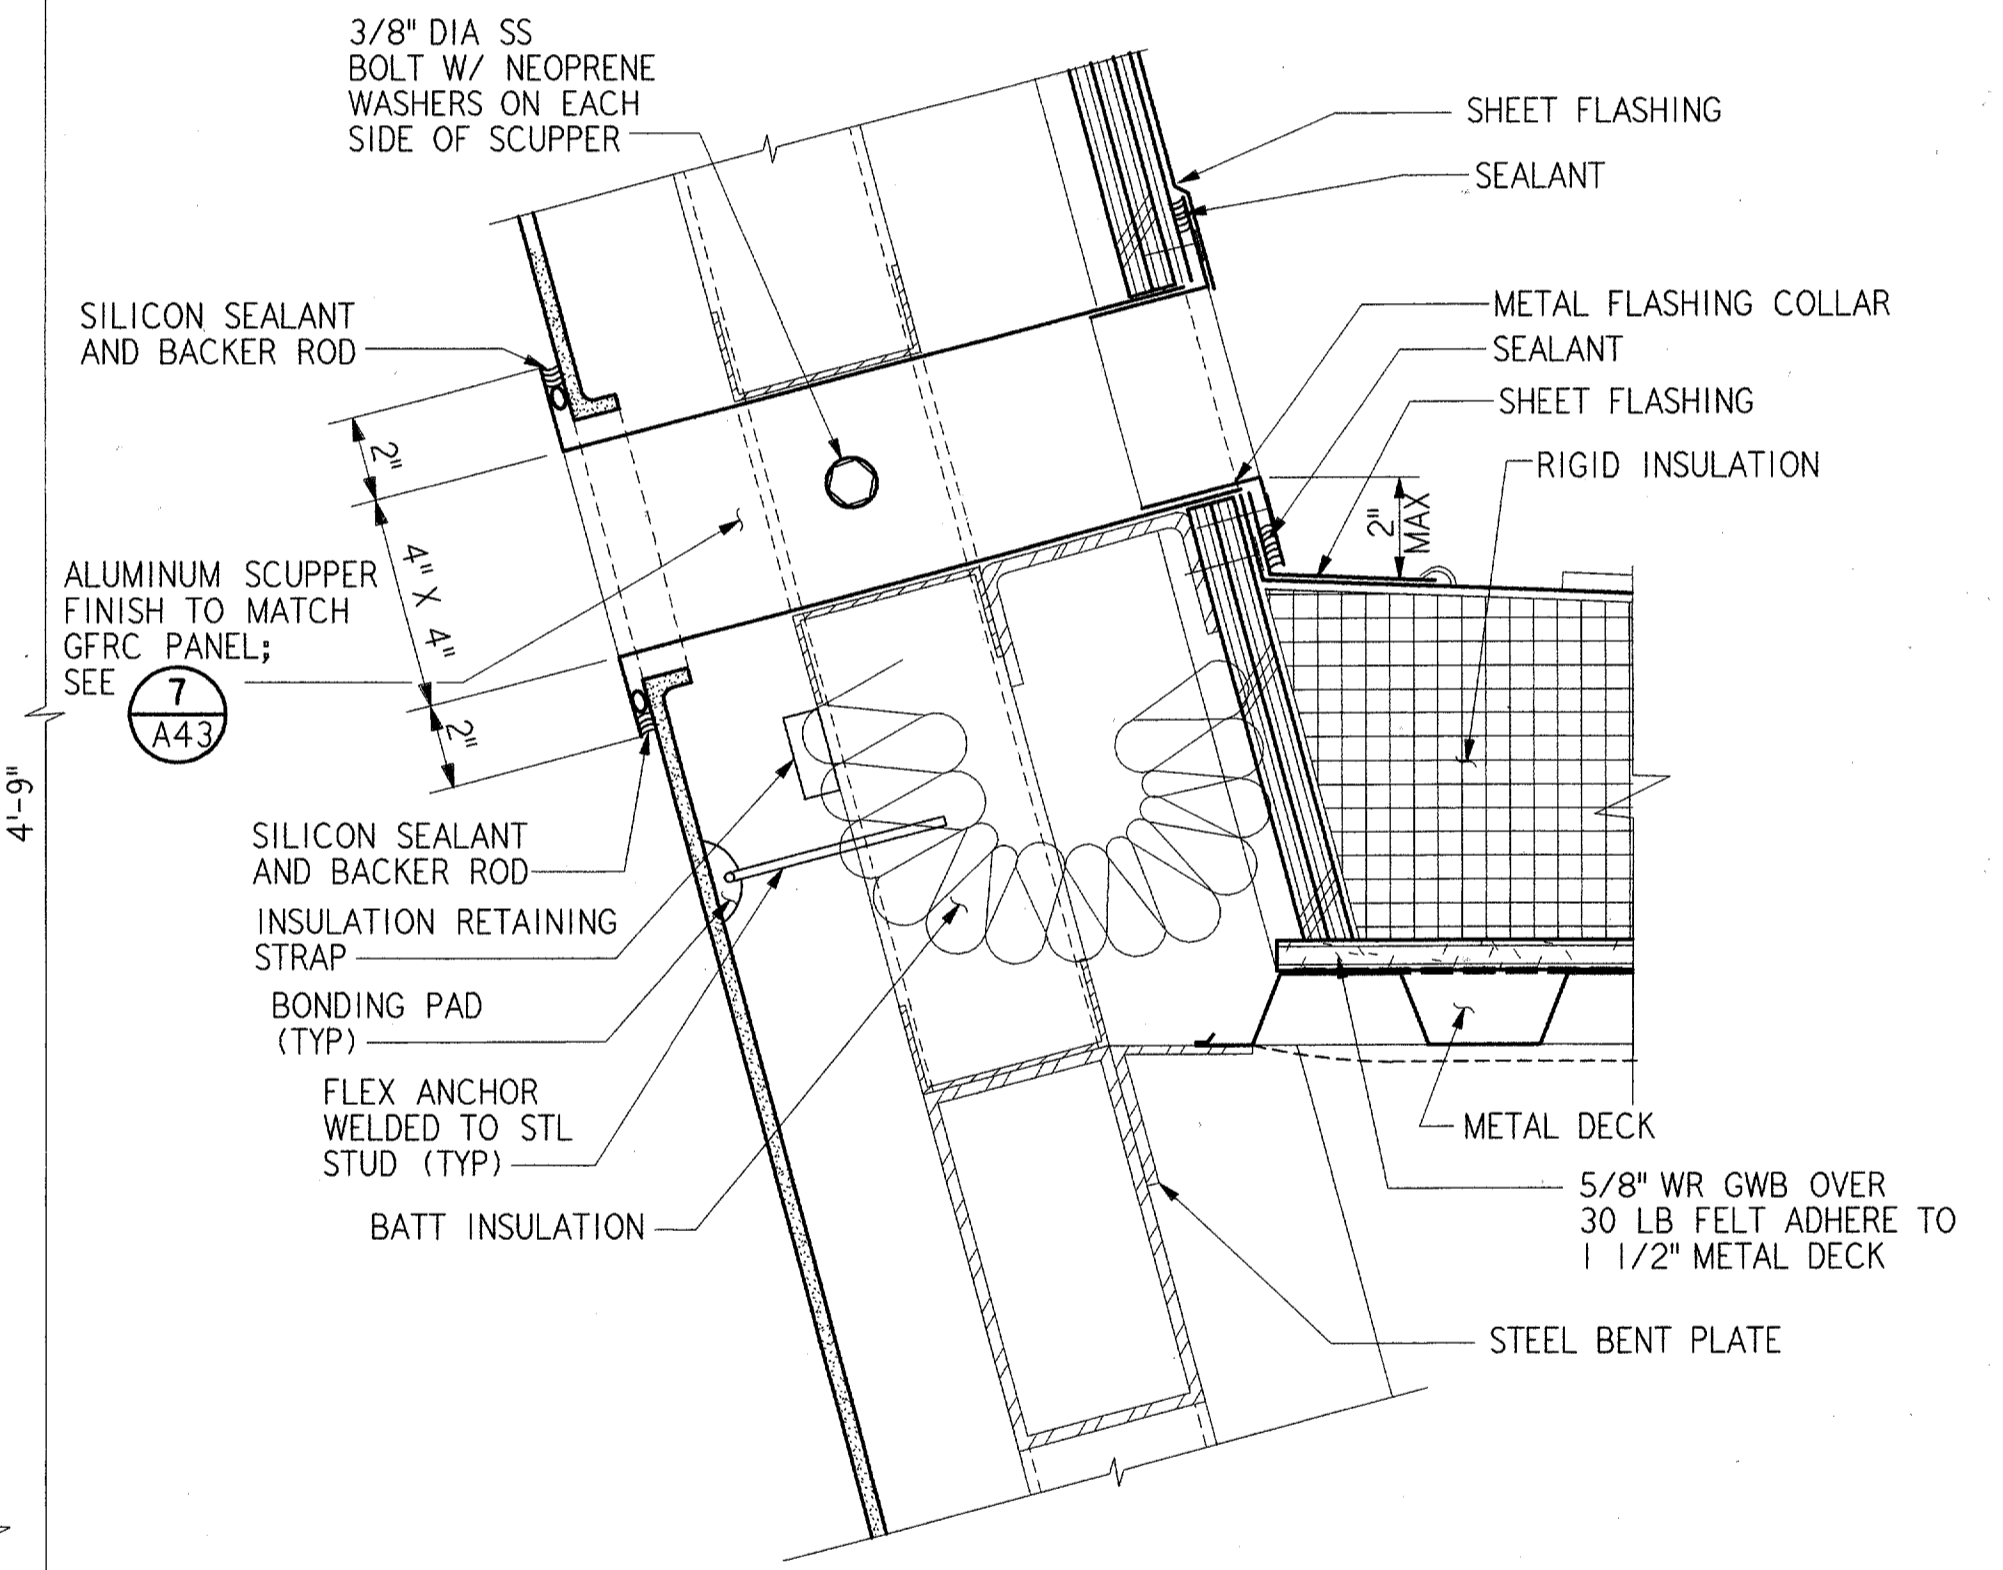 3/8" DIA SS
BOLT W/ NEOPRENE
WASHERS ON EACH
SIDE OF SCUPPER
SHEET FLASHING
SEALANT
SILICON SEALANT
AND BACKER ROD
METAL FLASHING COLLAR
SEALANT
SHEET FLASHING
RIGID INSULATION
2"
4" X 4"
2"
2"
MAX
ALUMINUM SCUPPER
FINISH TO MATCH
GFRC PANEL;
SEE
7
A43
4'-9"
SILICON SEALANT
AND BACKER ROD
INSULATION RETAINING
STRAP
BONDING PAD
(TYP)
FLEX ANCHOR
WELDED TO STL
STUD (TYP)
BATT INSULATION
METAL DECK
5/8" WR GWB OVER
30 LB FELT ADHERE TO
1 1/2" METAL DECK
STEEL BENT PLATE